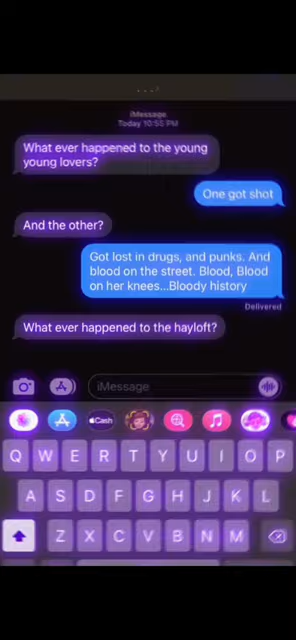 iMessage
Today 10:55 PM
What ever happened to the young
young lovers?
One got shot
And the other?
Got lost in drugs, and punks. And
blood on the street. Blood, Blood
on her knees...Bloody history
Delivered
What ever happened to the hayloft?
iMessage
Cash
Q W E R T Y U I O P
A S D F G H J K L
Z X C V B N M